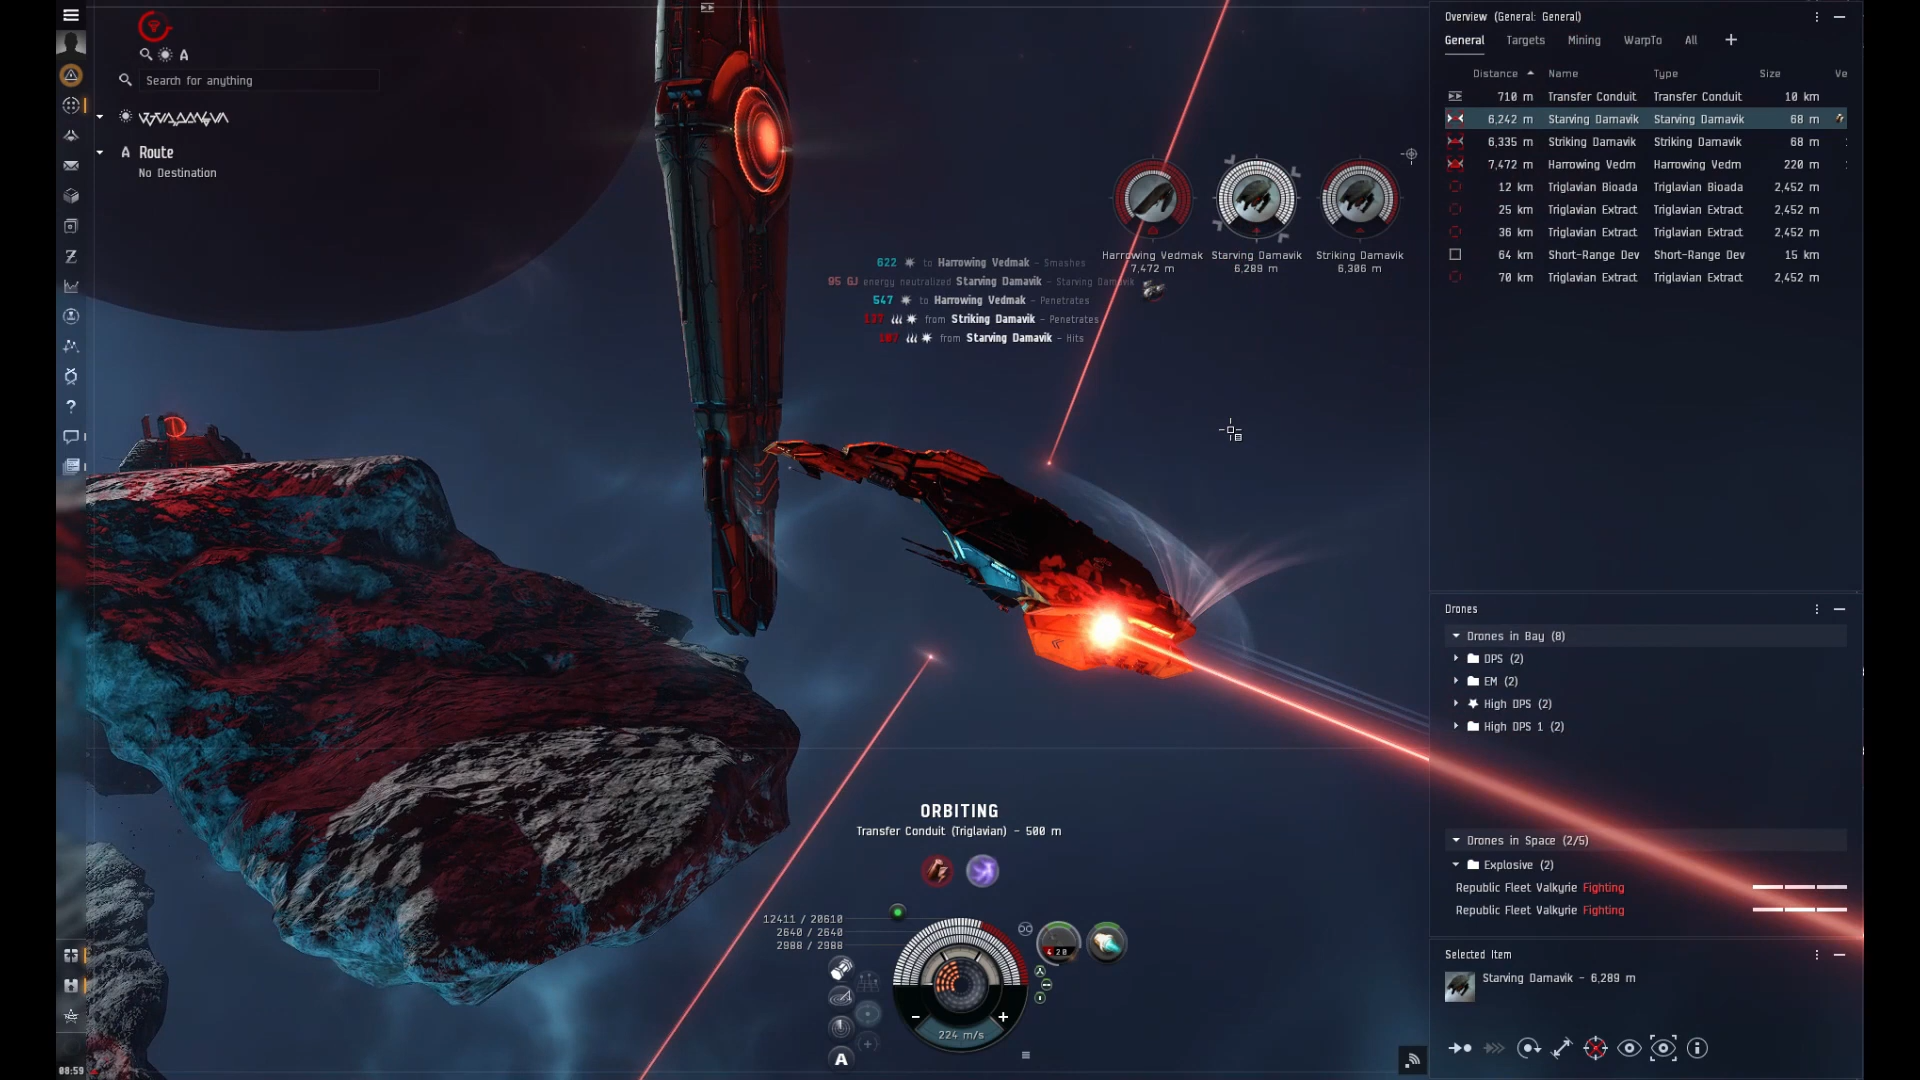 Search for anything
A Route
No Destination
622 to Harrowing Vedmak - Smashes
95 GJ energy neutralized Starving Damavik - Starving Damavik
547 to Harrowing Vedmak - Penetrates
137 from Striking Damavik - Penetrates
107 from Starving Damavik - Hits
Harrowing Vedmak
7,472 m
Starving Damavik
6,289 m
Striking Damavik
6,306 m
Overview (General: General)
General Targets Mining WarpTo All +
Distance Name Type Size Ve
710 m Transfer Conduit Transfer Conduit 10 km
6,242 m Starving Damavik Starving Damavik 68 m
6,335 m Striking Damavik Striking Damavik 68 m
7,472 m Harrowing Vedm Harrowing Vedm 220 m
12 km Triglavian Bioada Triglavian Bioada 2,452 m
25 km Triglavian Extract Triglavian Extract 2,452 m
36 km Triglavian Extract Triglavian Extract 2,452 m
64 km Short-Range Dev Short-Range Dev 15 km
70 km Triglavian Extract Triglavian Extract 2,452 m
Drones
Drones in Bay (8)
DPS (2)
EM (2)
High DPS (2)
High DPS 1 (2)
Drones in Space (2/5)
Explosive (2)
Republic Fleet Valkyrie Fighting
Republic Fleet Valkyrie Fighting
Selected Item
Starving Damavik - 6,289 m
ORBITING
Transfer Conduit (Triglavian) - 500 m
12411 / 20610
2640 / 2640
2988 / 2988
20
224 m/s
A
08:59